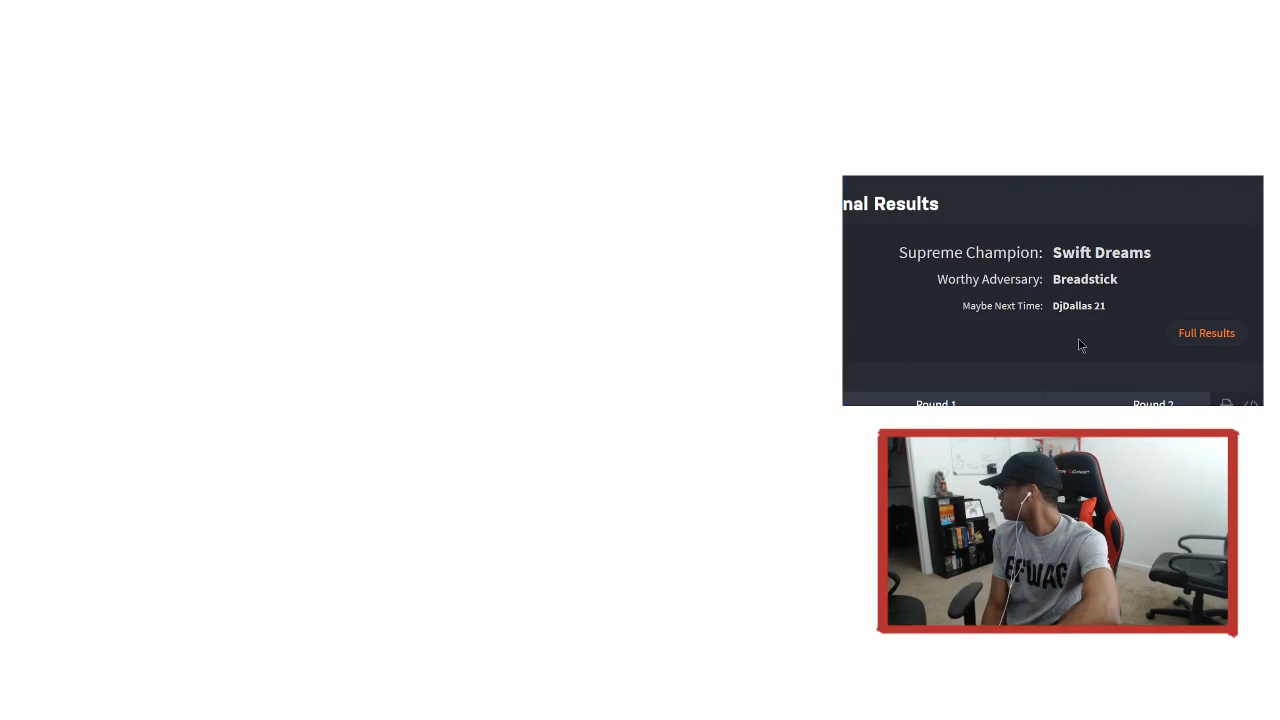 nal Results
Supreme Champion: Swift Dreams
Worthy Adversary: Breadstick
Maybe Next Time: DjDallas 21
Full Results
Round 1
Round 2